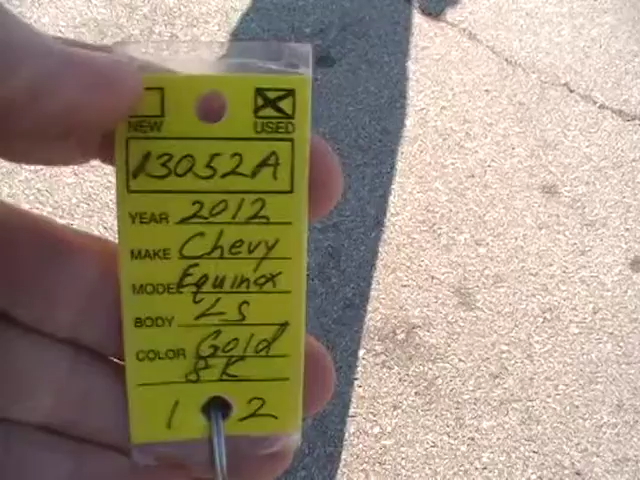 NEW USED
13052A
YEAR 2012
MAKE Chevy
MODEL Equinox
BODY LS
COLOR Gold
8K
1 2